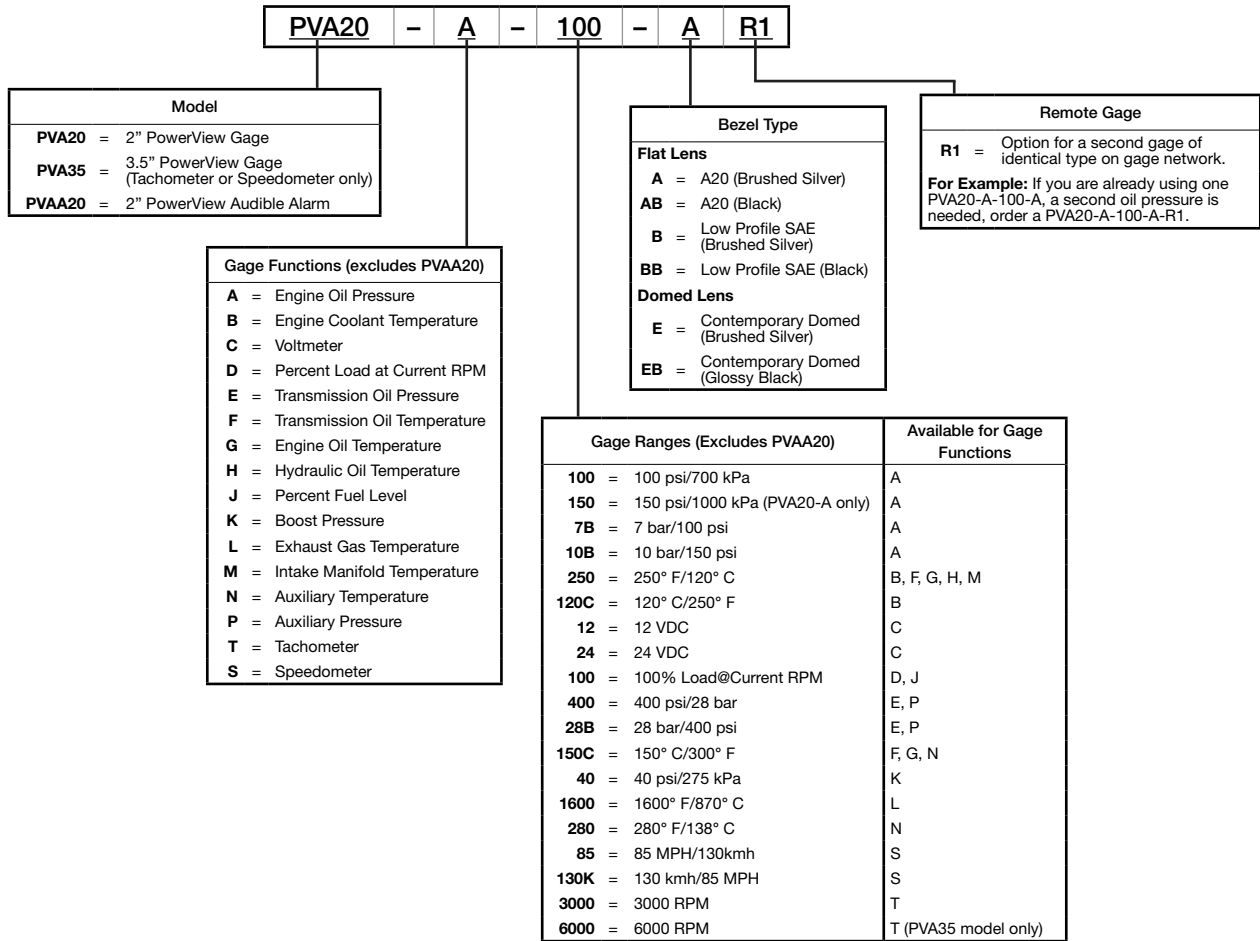 PVA20 – A – 100 – A R1
Model
PVA20 = 2” PowerView Gage
PVA35 = 3.5” PowerView Gage
(Tachometer or Speedometer only)
PVAA20 = 2” PowerView Audible Alarm
Gage Functions (excludes PVAA20)
A = Engine Oil Pressure
B = Engine Coolant Temperature
C = Voltmeter
D = Percent Load at Current RPM
E = Transmission Oil Pressure
F = Transmission Oil Temperature
G = Engine Oil Temperature
H = Hydraulic Oil Temperature
J = Percent Fuel Level
K = Boost Pressure
L = Exhaust Gas Temperature
M = Intake Manifold Temperature
N = Auxiliary Temperature
P = Auxiliary Pressure
T = Tachometer
S = Speedometer
Bezel Type
Flat Lens
A = A20 (Brushed Silver)
AB = A20 (Black)
B = Low Profile SAE
(Brushed Silver)
BB = Low Profile SAE (Black)
Domed Lens
E = Contemporary Domed
(Brushed Silver)
EB = Contemporary Domed
(Glossy Black)
Remote Gage
R1 = Option for a second gage of
identical type on gage network.
For Example: If you are already using one
PVA20-A-100-A, a second oil pressure is
needed, order a PVA20-A-100-A-R1.
Gage Ranges (Excludes PVAA20)
Available for Gage
Functions
100 = 100 psi/700 kPa A
150 = 150 psi/1000 kPa (PVA20-A only) A
7B = 7 bar/100 psi A
10B = 10 bar/150 psi A
250 = 250° F/120° C B, F, G, H, M
120C = 120° C/250° F B
12 = 12 VDC C
24 = 24 VDC C
100 = 100% Load@Current RPM D, J
400 = 400 psi/28 bar E, P
28B = 28 bar/400 psi E, P
150C = 150° C/300° F F, G, N
40 = 40 psi/275 kPa K
1600 = 1600° F/870° C L
280 = 280° F/138° C N
85 = 85 MPH/130kmh S
130K = 130 kmh/85 MPH S
3000 = 3000 RPM T
6000 = 6000 RPM T (PVA35 model only)